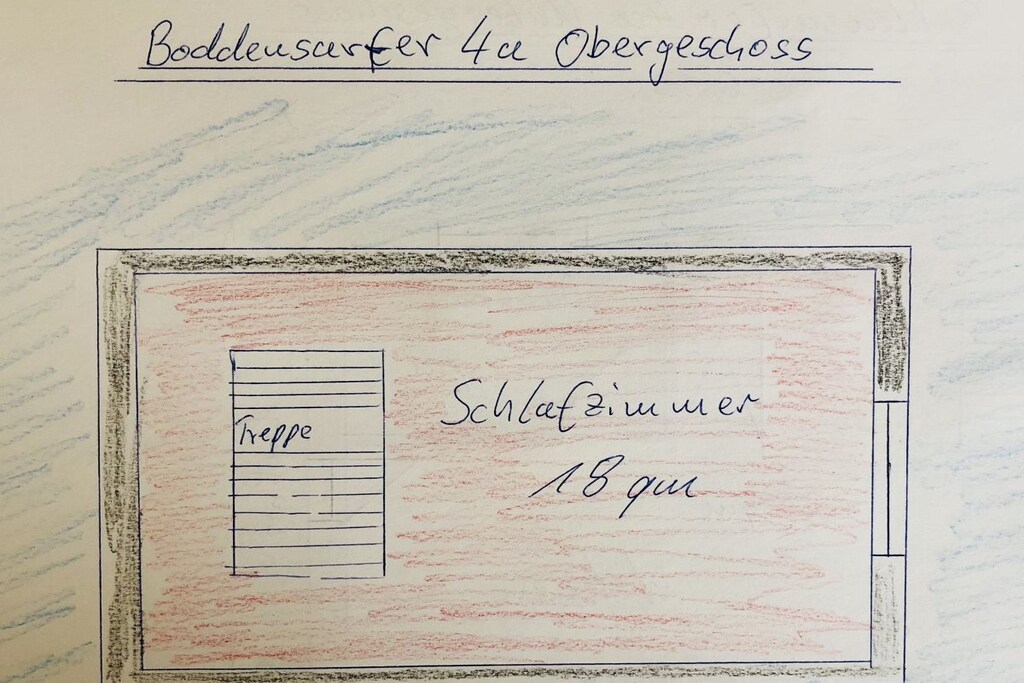 Boddensurfer 4a Obergeschoss
Treppe
Schlafzimmer
18 qm